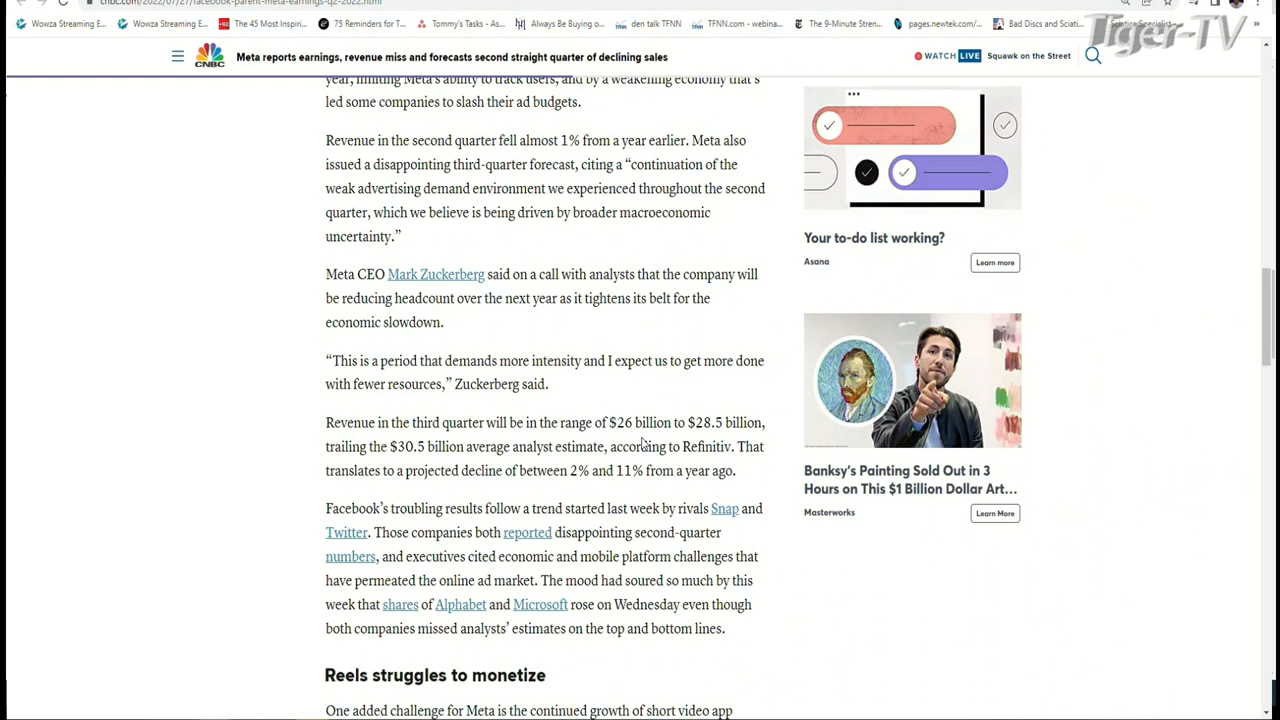 cnbc.com/2022/07/27/facebook-parent-meta-earnings-q2-2022.html
Wowza Streaming E... Wowza Streaming E... The 45 Most Inspiri... 75 Reminders for T... Tommy's Tasks - As... Always Be Buying o... den talk TFNN TFNN.com - webina... The 9-Minute Stren... pages.newtek.com/... Bad Discs and Sciati...
Tiger-TV
CNBC
Meta reports earnings, revenue miss and forecasts second straight quarter of declining sales
WATCH LIVE Squawk on the Street
year, limiting Meta's ability to track users, and by a weakening economy that's
led some companies to slash their ad budgets.
Revenue in the second quarter fell almost 1% from a year earlier. Meta also
issued a disappointing third-quarter forecast, citing a “continuation of the
weak advertising demand environment we experienced throughout the second
quarter, which we believe is being driven by broader macroeconomic
uncertainty.”
Meta CEO Mark Zuckerberg said on a call with analysts that the company will
be reducing headcount over the next year as it tightens its belt for the
economic slowdown.
“This is a period that demands more intensity and I expect us to get more done
with fewer resources,” Zuckerberg said.
Revenue in the third quarter will be in the range of $26 billion to $28.5 billion,
trailing the $30.5 billion average analyst estimate, according to Refinitiv. That
translates to a projected decline of between 2% and 11% from a year ago.
Facebook’s troubling results follow a trend started last week by rivals Snap and
Twitter. Those companies both reported disappointing second-quarter
numbers, and executives cited economic and mobile platform challenges that
have permeated the online ad market. The mood had soured so much by this
week that shares of Alphabet and Microsoft rose on Wednesday even though
both companies missed analysts’ estimates on the top and bottom lines.
Reels struggles to monetize
One added challenge for Meta is the continued growth of short video app
Your to-do list working?
Asana
Learn more
Banksy's Painting Sold Out in 3
Hours on This $1 Billion Dollar Art...
Masterworks
Learn More